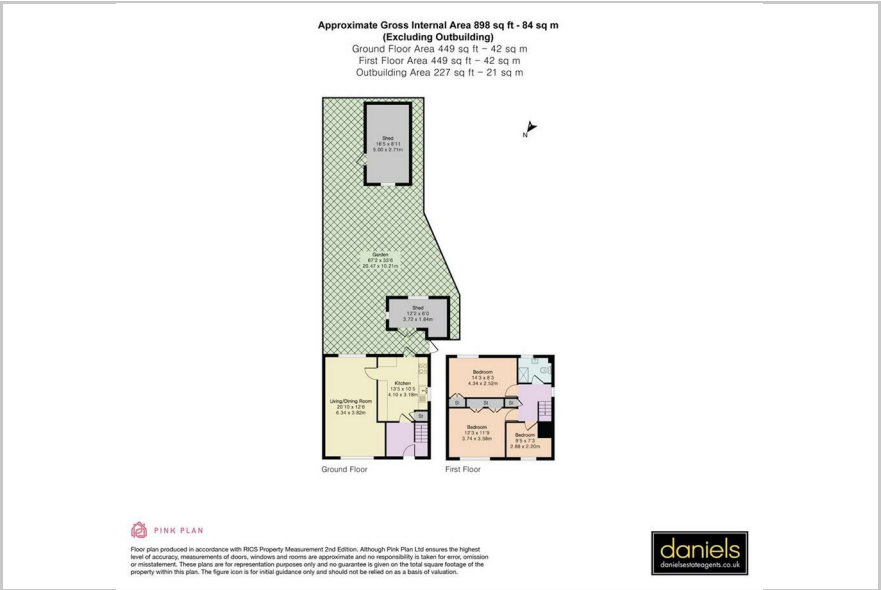 Approximate Gross Internal Area 898 sq ft - 84 sq m
(Excluding Outbuilding)
Ground Floor Area 449 sq ft – 42 sq m
First Floor Area 449 sq ft – 42 sq m
Outbuilding Area 227 sq ft – 21 sq m
Shed
16'5 x 8'11
5.00 x 2.71m
N
Garden
67'2 x 33'6
20.47 x 10.21m
Shed
12'2 x 6'0
3.72 x 1.84m
Living/Dining Room
20'10 x 12'6
6.34 x 3.82m
Kitchen
13'5 x 10'5
4.10 x 3.18m
St
Ground Floor
Bedroom
14'3 x 8'3
4.34 x 2.52m
St
St
St
Bedroom
12'3 x 11'9
3.74 x 3.58m
Bedroom
9'5 x 7'3
2.88 x 2.20m
First Floor
PINK PLAN
Floor plan produced in accordance with RICS Property Measurement 2nd Edition. Although Pink Plan Ltd ensures the highest
level of accuracy, measurements of doors, windows and rooms are approximate and no responsibility is taken for error, omission
or misstatement. These plans are for representation purposes only and no guarantee is given on the total square footage of the
property within this plan. The figure icon is for initial guidance only and should not be relied on as a basis of valuation.
daniels
danielsestateagents.co.uk